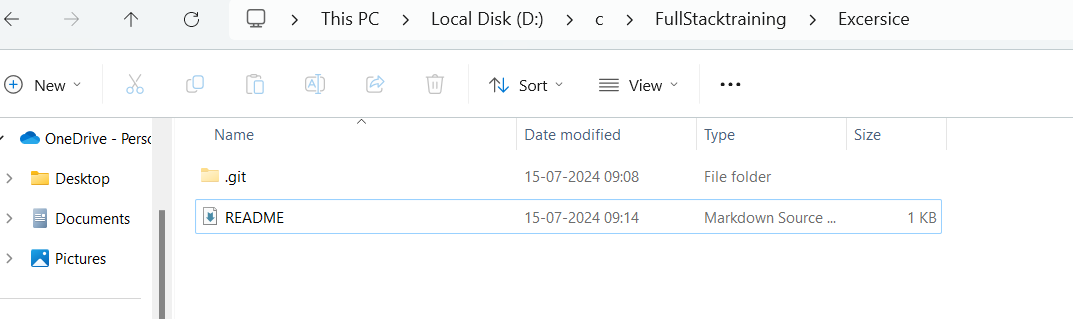 This PC > Local Disk (D:) > c > FullStacktraining > Excersice
New Sort View
Name Date modified Type Size
OneDrive - Perso
.git 15-07-2024 09:08 File folder
Desktop
README 15-07-2024 09:14 Markdown Source ... 1 KB
Documents
Pictures